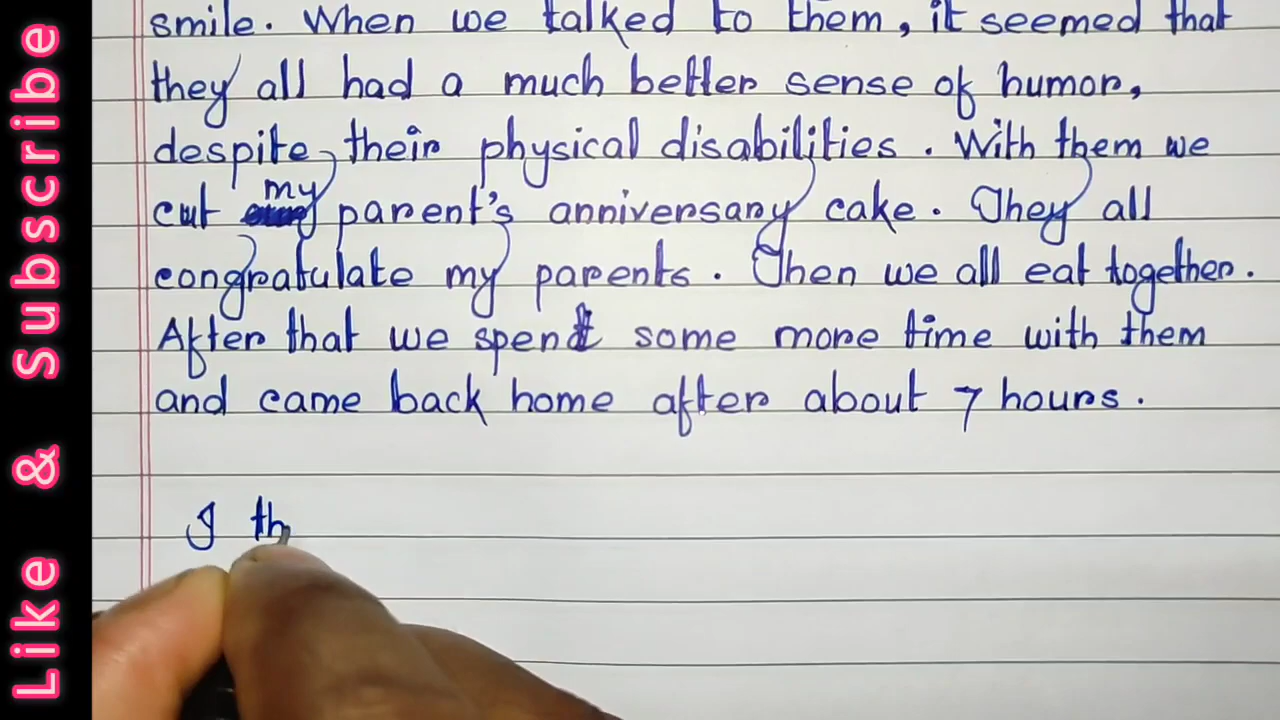 smile. When we talked to them, it seemed that
they all had a much better sense of humor,
despite their physical disabilities. With them we
cut my parent's anniversary cake. They all
congratulate my parents. Then we all eat together.
After that we spent some more time with them
and came back home after about 7 hours.
I th
Like & Subscribe